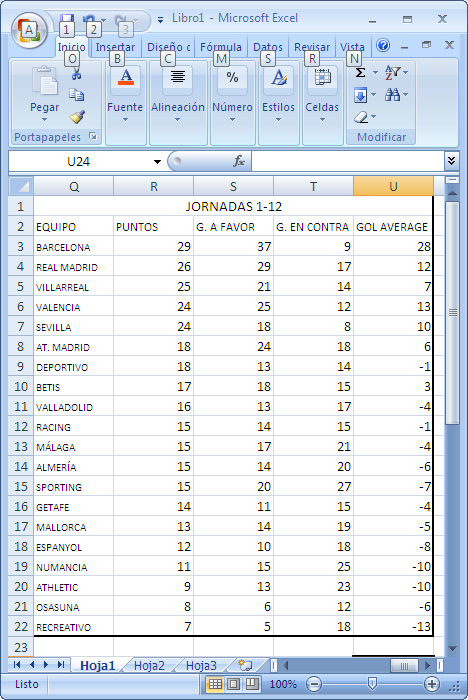 Libro1 - Microsoft Excel
A 1 2 3
Inicio Insertar Diseño c Fórmula Datos Revisar Vista
O B C M S R N
Pegar Fuente Alineación Número Estilos Celdas
Portapapeles Modificar
U24 fx
Q R S T U
1 JORNADAS 1-12
2 EQUIPO PUNTOS G. A FAVOR G. EN CONTRA GOL AVERAGE
3 BARCELONA 29 37 9 28
4 REAL MADRID 26 29 17 12
5 VILLARREAL 25 21 14 7
6 VALENCIA 24 25 12 13
7 SEVILLA 24 18 8 10
8 AT. MADRID 18 24 18 6
9 DEPORTIVO 18 13 14 -1
10 BETIS 17 18 15 3
11 VALLADOLID 16 13 17 -4
12 RACING 15 14 15 -1
13 MÁLAGA 15 17 21 -4
14 ALMERÍA 15 14 20 -6
15 SPORTING 15 20 27 -7
16 GETAFE 14 11 15 -4
17 MALLORCA 13 14 19 -5
18 ESPANYOL 12 10 18 -8
19 NUMANCIA 11 15 25 -10
20 ATHLETIC 9 13 23 -10
21 OSASUNA 8 6 12 -6
22 RECREATIVO 7 5 18 -13
23
Hoja1 Hoja2 Hoja3
Listo 100%